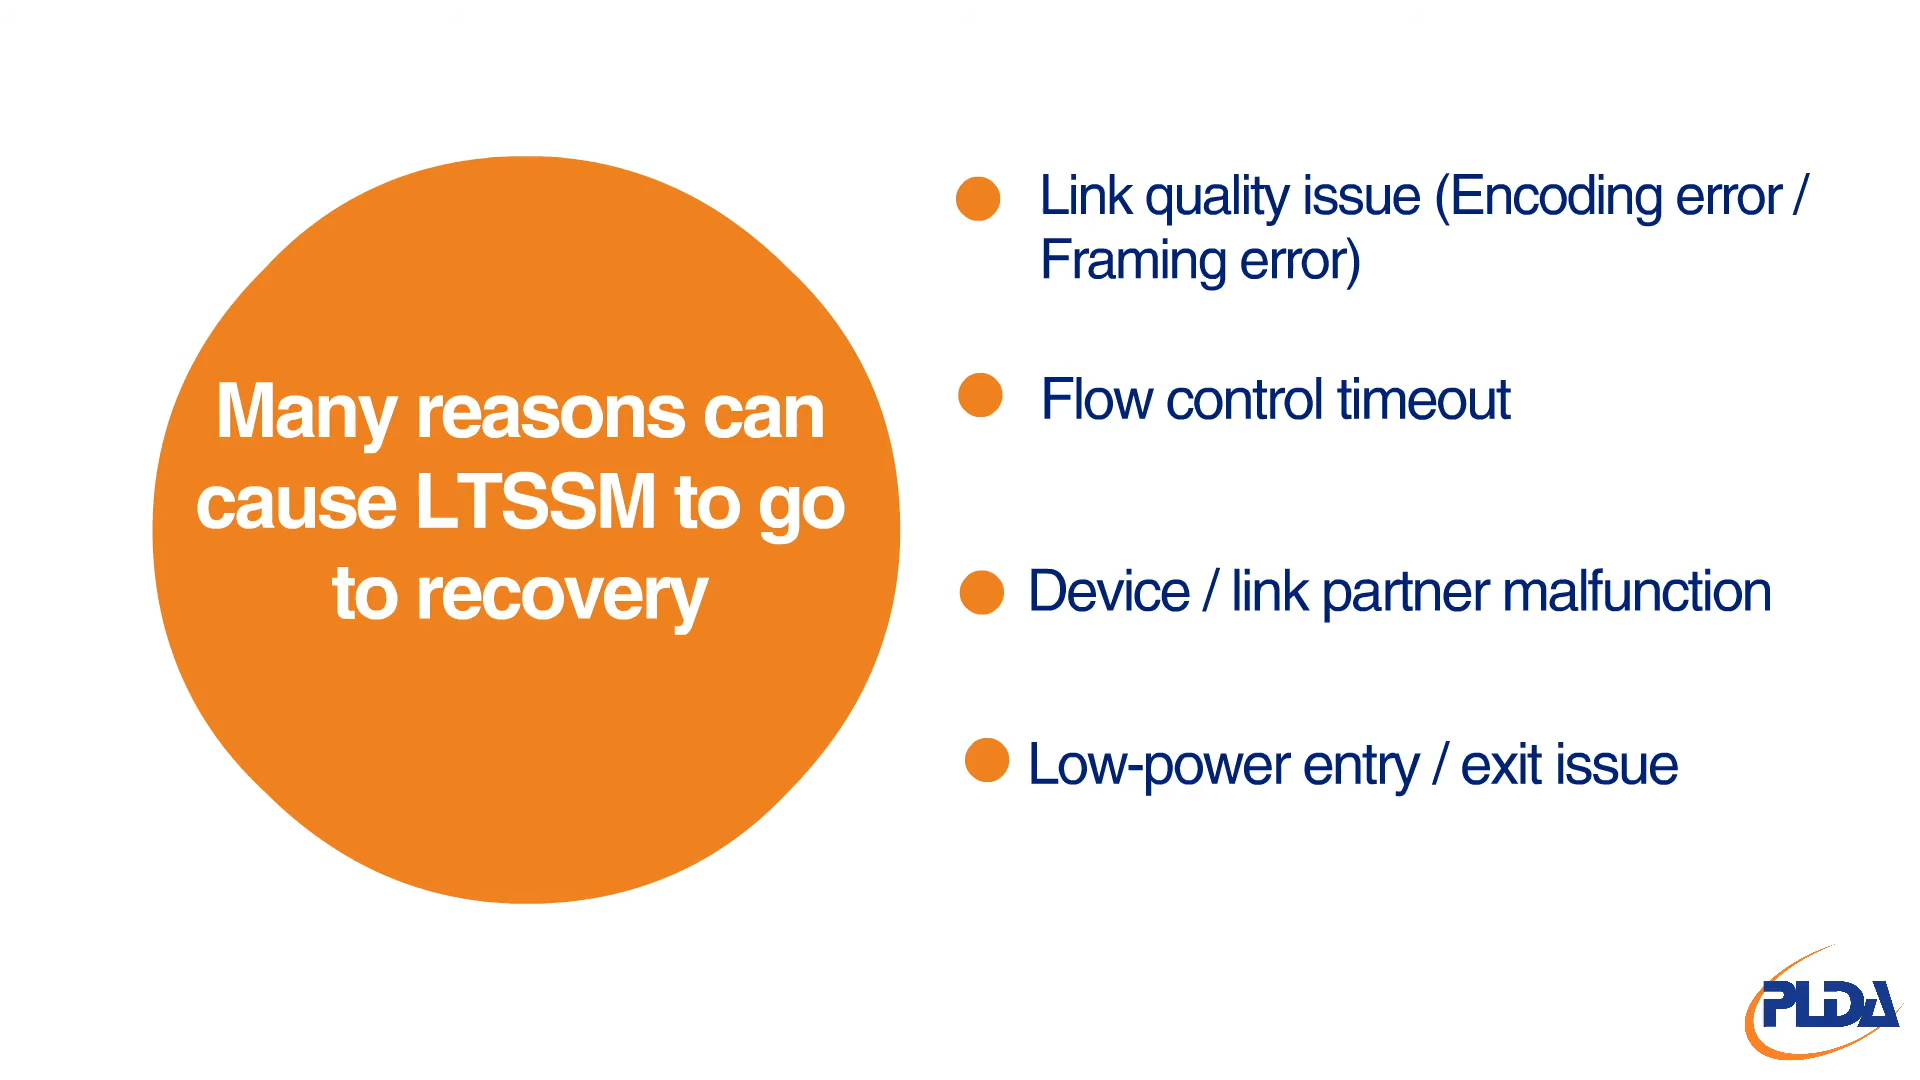 Many reasons can
cause LTSSM to go
to recovery
Link quality issue (Encoding error /
Framing error)
Flow control timeout
Device / link partner malfunction
Low-power entry / exit issue
PLDA